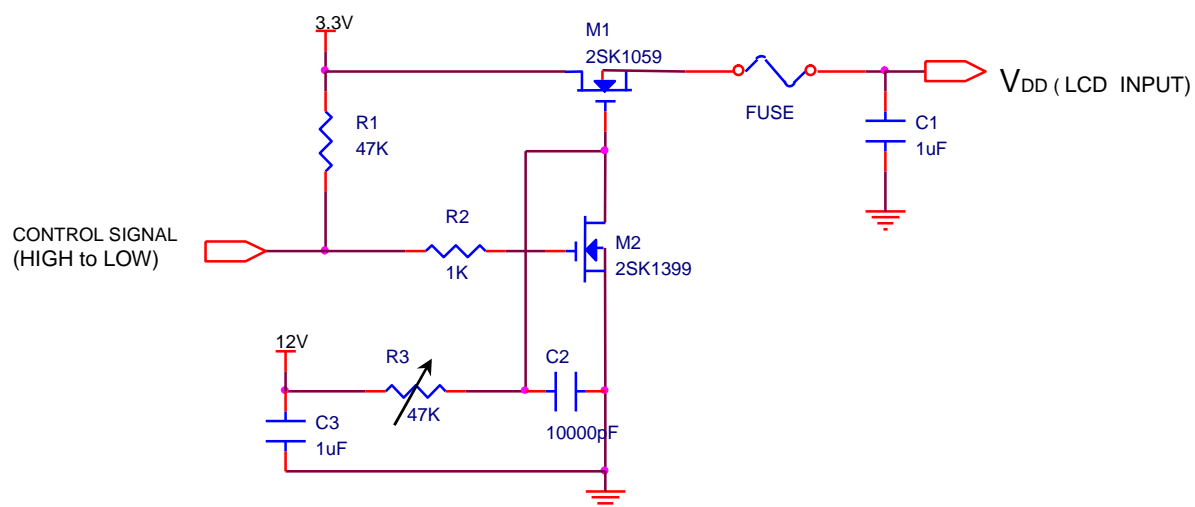 3.3V
M1
2SK1059
FUSE
VDD ( LCD INPUT)
R1
47K
C1
1uF
CONTROL SIGNAL
(HIGH to LOW)
R2
1K
M2
2SK1399
12V
R3
47K
C2
10000pF
C3
1uF